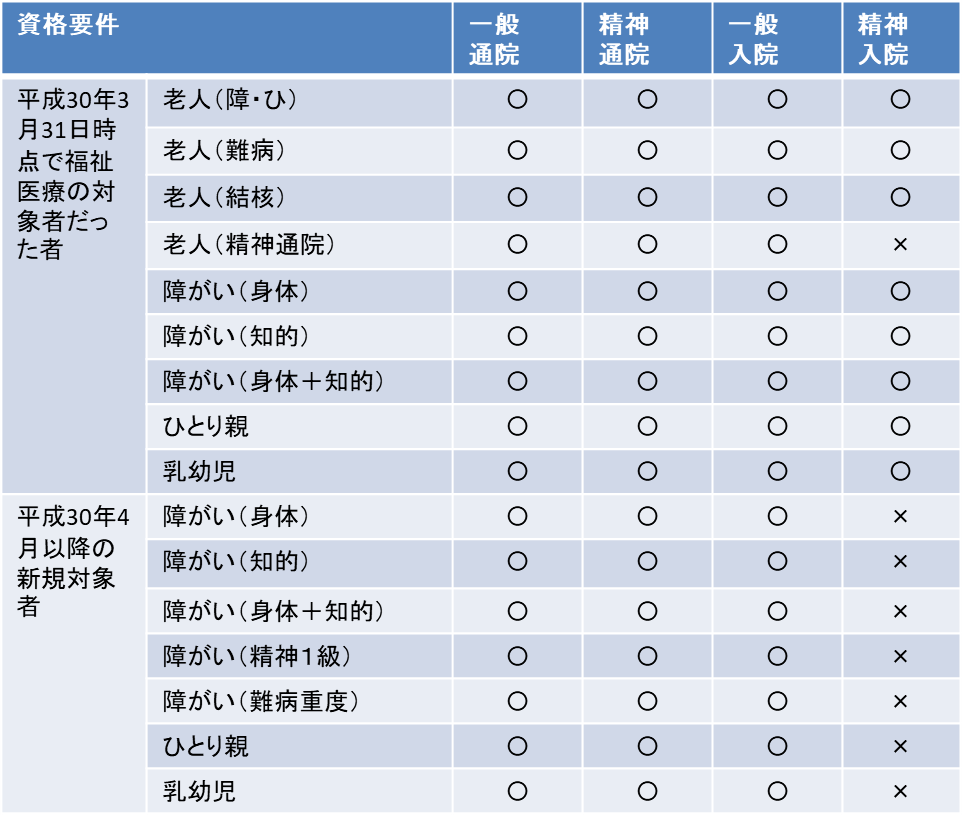 資格要件
一般
通院
精神
通院
一般
入院
精神
入院
平成30年3
月31日時
点で福祉
医療の対
象者だっ
た者
老人（障・ひ） ○ ○ ○ ○
老人（難病） ○ ○ ○ ○
老人（結核） ○ ○ ○ ○
老人（精神通院） ○ ○ ○ ×
障がい（身体） ○ ○ ○ ○
障がい（知的） ○ ○ ○ ○
障がい（身体＋知的） ○ ○ ○ ○
ひとり親 ○ ○ ○ ○
乳幼児 ○ ○ ○ ○
平成30年4
月以降の
新規対象
者
障がい（身体） ○ ○ ○ ×
障がい（知的） ○ ○ ○ ×
障がい（身体＋知的） ○ ○ ○ ×
障がい（精神１級） ○ ○ ○ ×
障がい（難病重度） ○ ○ ○ ×
ひとり親 ○ ○ ○ ×
乳幼児 ○ ○ ○ ×